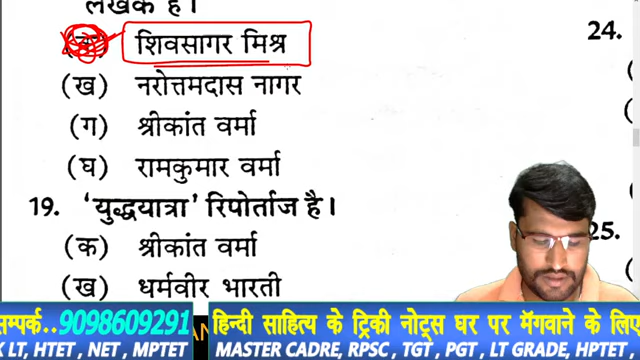 लेखक है।
शिवसागर मिश्र
24.
(ख) नरोत्तमदास नागर
(ग) श्रीकांत वर्मा
(घ) रामकुमार वर्मा
19. ‘युद्धयात्रा’ रिपोर्ताज है।
(क) श्रीकांत वर्मा
25.
(ख) धर्मवीर भारती
सम्पर्क..9098609291
हिन्दी साहित्य के ट्रिकी नोट्स घर पर मॅगवाने के लिए
LT, HTET , NET , MPTET
MASTER CADRE, RPSC , TGT , PGT , LT GRADE, HPTET